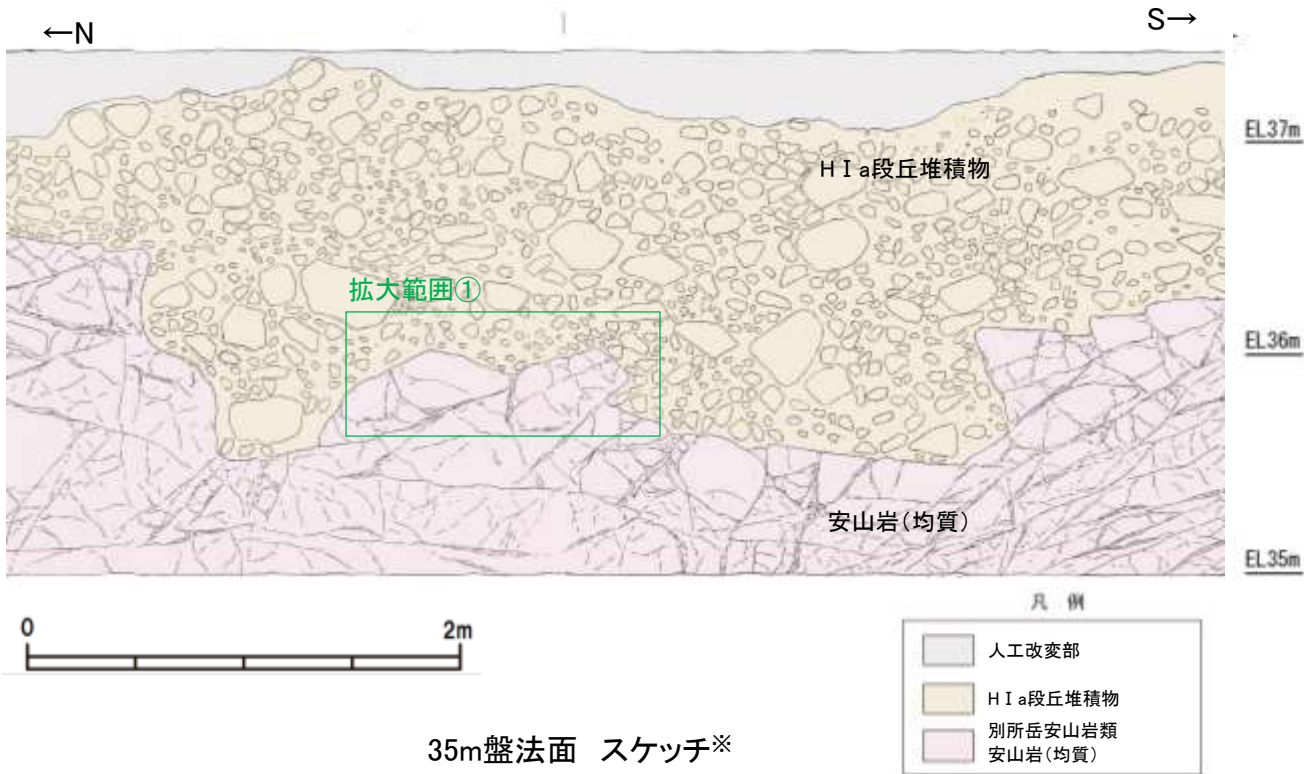 ←N
S→
EL37m
HⅠa段丘堆積物
拡大範囲①
EL36m
安山岩(均質)
EL35m
0 2m
凡 例
人工改変部
HⅠa段丘堆積物
別所岳安山岩類
安山岩(均質)
35m盤法面 スケッチ※